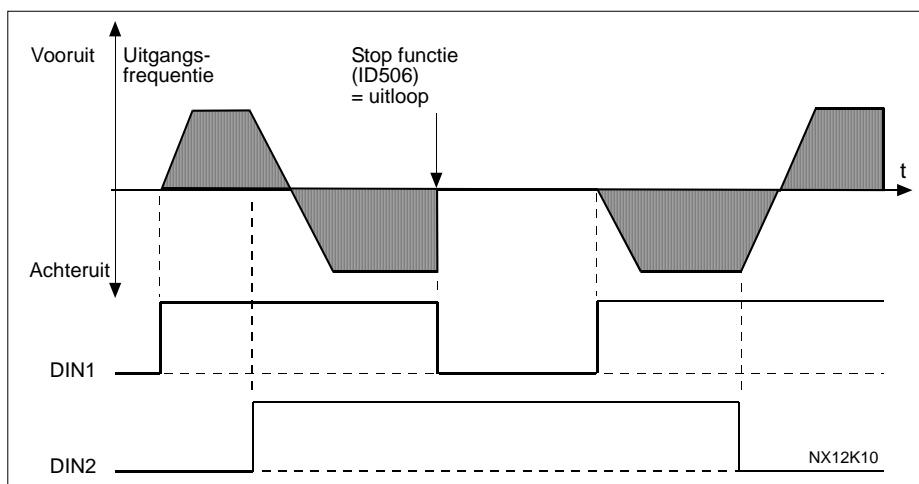 Vooruit
Uitgangs-
frequentie
Stop functie
(ID506)
= uitloop
t
Achteruit
DIN1
DIN2
NX12K10